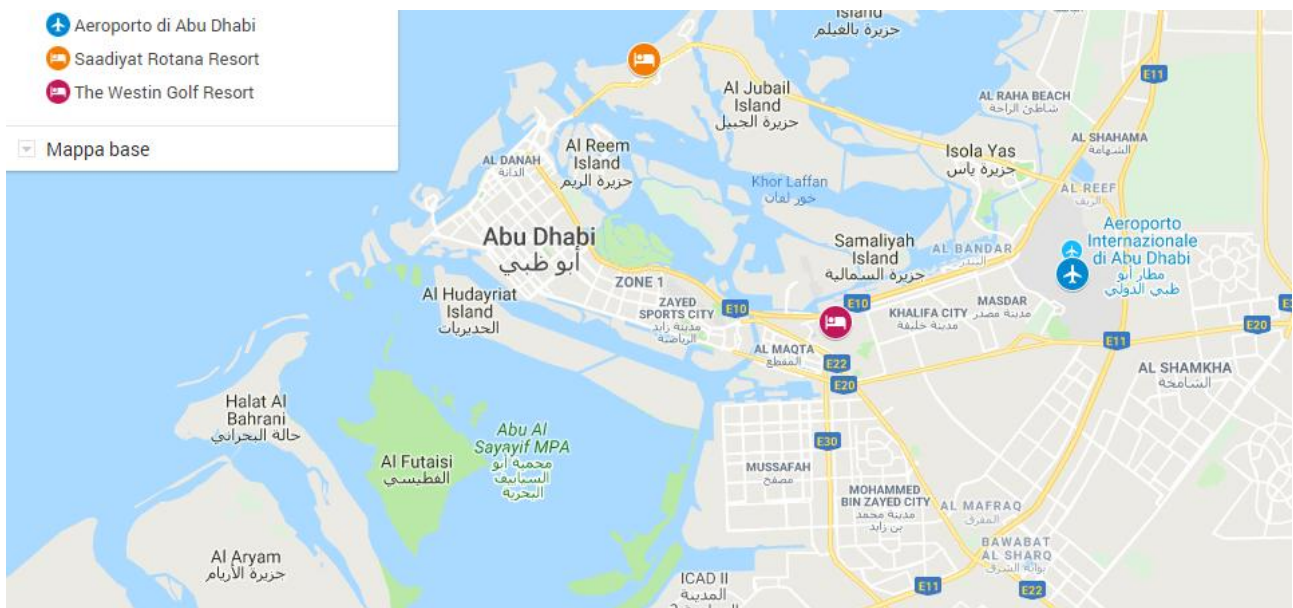 Aeroporto di Abu Dhabi
Saadiyat Rotana Resort
The Westin Golf Resort
Mappa base
Island
جزيرة بالغيلم
E11
Al Jubail
Island
جزيرة الجبيل
AL RAHA BEACH
شاطئ الراحة
AL SHAHAMA
الشهامة
Al Reem
Island
جزيرة الريم
AL DANAH
الدانة
Isola Yas
جزيرة ياس
Khor Laffan
خور لفان
AL REEF
الريف
Abu Dhabi
أبو ظبي
Samaliyah
Island
جزيرة السمالية
AL BANDAR
البندر
Aeroporto
Internazionale
di Abu Dhabi
مطار أبو
ظبي الدولي
ZONE 1
Al Hudayriat
Island
الحديريات
ZAYED
SPORTS CITY
مدينة زايد
الرياضية
E10
E10
KHALIFA CITY
مدينة خليفة
MASDAR
مدينة مصدر
E20
E11
AL MAQTA
المقطع
E22
E20
AL SHAMKHA
الشامخة
Halat Al
Bahrani
حالة البحراني
Abu Al
Sayayif MPA
محمية أبو
السياييف
البحرية
Al Futaisi
الفطيسي
E30
MUSSAFAH
مصفح
MOHAMMED
BIN ZAYED CITY
مدينة محمد
بن زايد
AL MAFRAQ
المفرق
BAWABAT
AL SHARQ
بوابة الشرق
Al Aryam
جزيرة الأريام
ICAD II
المدينة
E11
E22